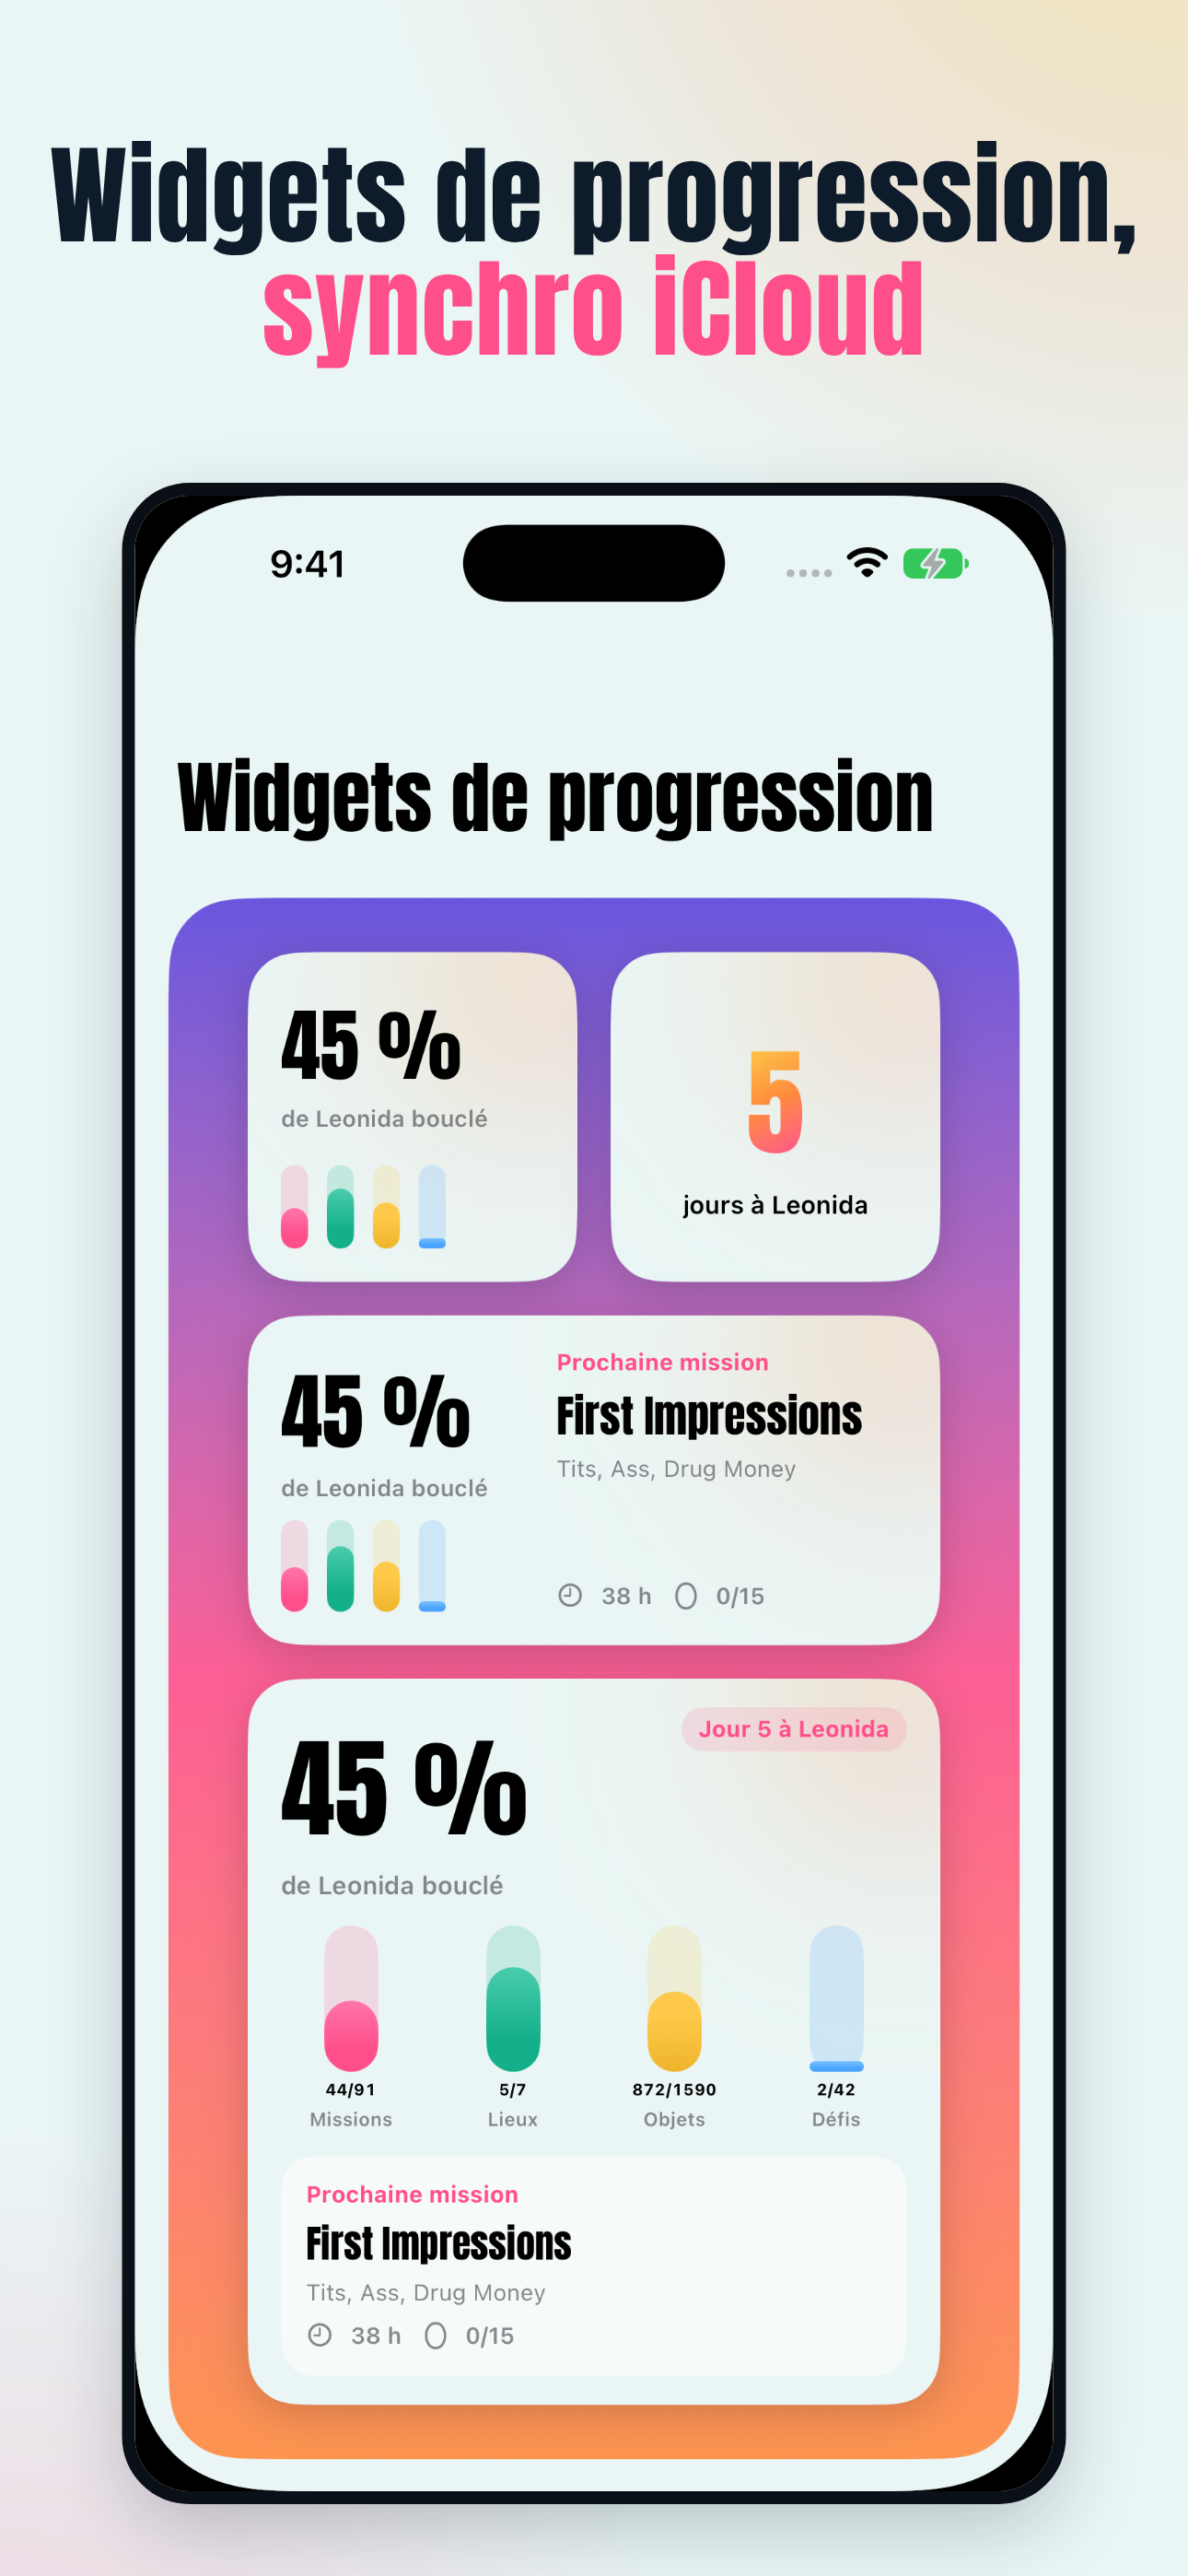 Widgets de progression,
synchro iCloud
9:41
Widgets de progression
45 %
de Leonida bouclé
5
jours à Leonida
45 %
de Leonida bouclé
Prochaine mission
First Impressions
Tits, Ass, Drug Money
38 h 0/15
Jour 5 à Leonida
45 %
de Leonida bouclé
44/91 5/7 872/1590 2/42
Missions Lieux Objets Défis
Prochaine mission
First Impressions
Tits, Ass, Drug Money
38 h 0/15